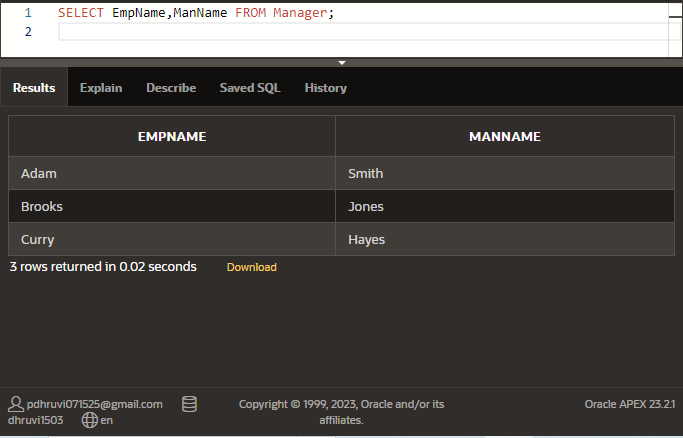 1 SELECT EmpName,ManName FROM Manager;
2
Results Explain Describe Saved SQL History
EMPNAME MANNAME
Adam Smith
Brooks Jones
Curry Hayes
3 rows returned in 0.02 seconds Download
pdhruvi071525@gmail.com
dhruvi1503 en
Copyright © 1999, 2023, Oracle and/or its
affiliates.
Oracle APEX 23.2.1